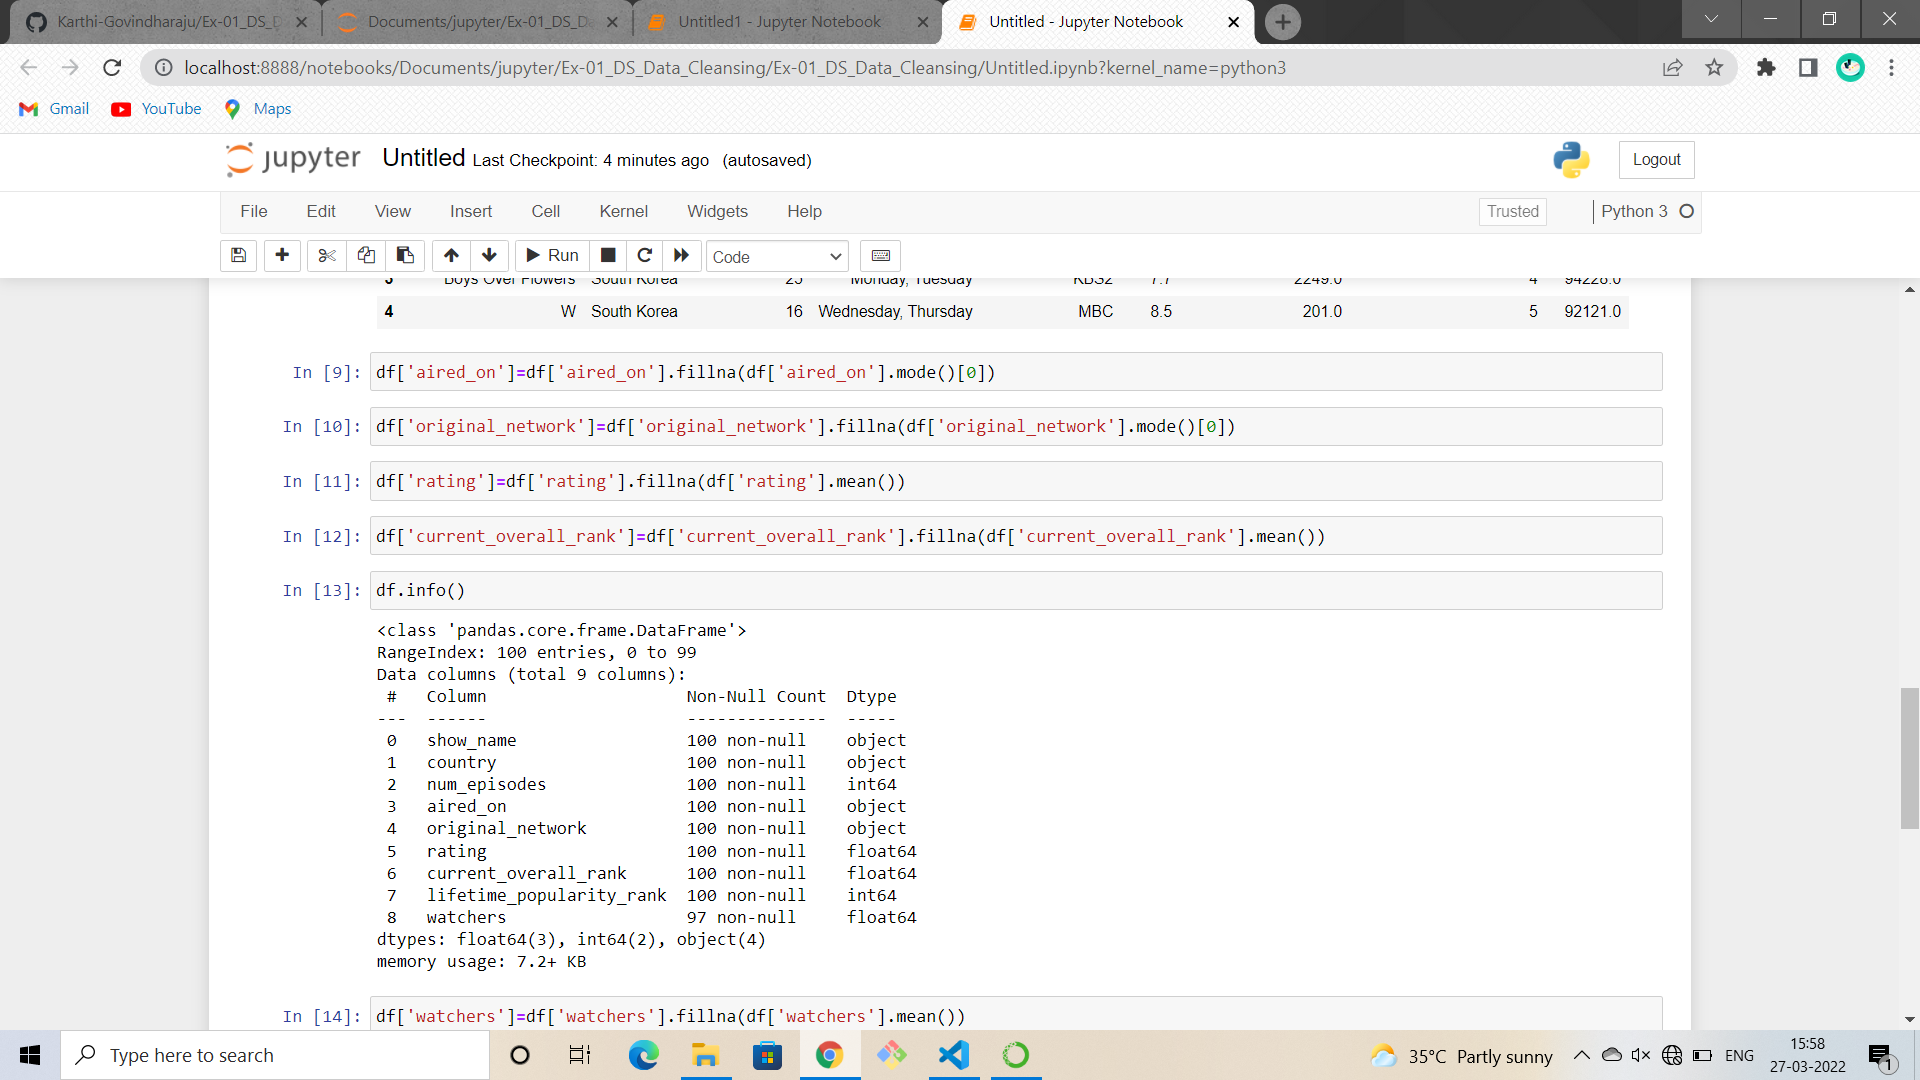 Karthi-Govindharaju/Ex-01_DS_D
Documents/jupyter/Ex-01_DS_Da
Untitled1 - Jupyter Notebook
Untitled - Jupyter Notebook
localhost:8888/notebooks/Documents/jupyter/Ex-01_DS_Data_Cleansing/Ex-01_DS_Data_Cleansing/Untitled.ipynb?kernel_name=python3
Gmail YouTube Maps
jupyter Untitled Last Checkpoint: 4 minutes ago (autosaved) Logout
File Edit View Insert Cell Kernel Widgets Help Trusted Python 3
Run Code
3 Boys Over Flowers South Korea 25 Monday, Tuesday KBS2 7.7 2249.0 4 94228.0
4 W South Korea 16 Wednesday, Thursday MBC 8.5 201.0 5 92121.0
In [9]: df['aired_on']=df['aired_on'].fillna(df['aired_on'].mode()[0])
In [10]: df['original_network']=df['original_network'].fillna(df['original_network'].mode()[0])
In [11]: df['rating']=df['rating'].fillna(df['rating'].mean())
In [12]: df['current_overall_rank']=df['current_overall_rank'].fillna(df['current_overall_rank'].mean())
In [13]: df.info()
<class 'pandas.core.frame.DataFrame'>
RangeIndex: 100 entries, 0 to 99
Data columns (total 9 columns):
# Column Non-Null Count Dtype
--- ------ -------------- -----
0 show_name 100 non-null object
1 country 100 non-null object
2 num_episodes 100 non-null int64
3 aired_on 100 non-null object
4 original_network 100 non-null object
5 rating 100 non-null float64
6 current_overall_rank 100 non-null float64
7 lifetime_popularity_rank 100 non-null int64
8 watchers 97 non-null float64
dtypes: float64(3), int64(2), object(4)
memory usage: 7.2+ KB
In [14]: df['watchers']=df['watchers'].fillna(df['watchers'].mean())
Type here to search
35°C Partly sunny
ENG
15:58
27-03-2022
1